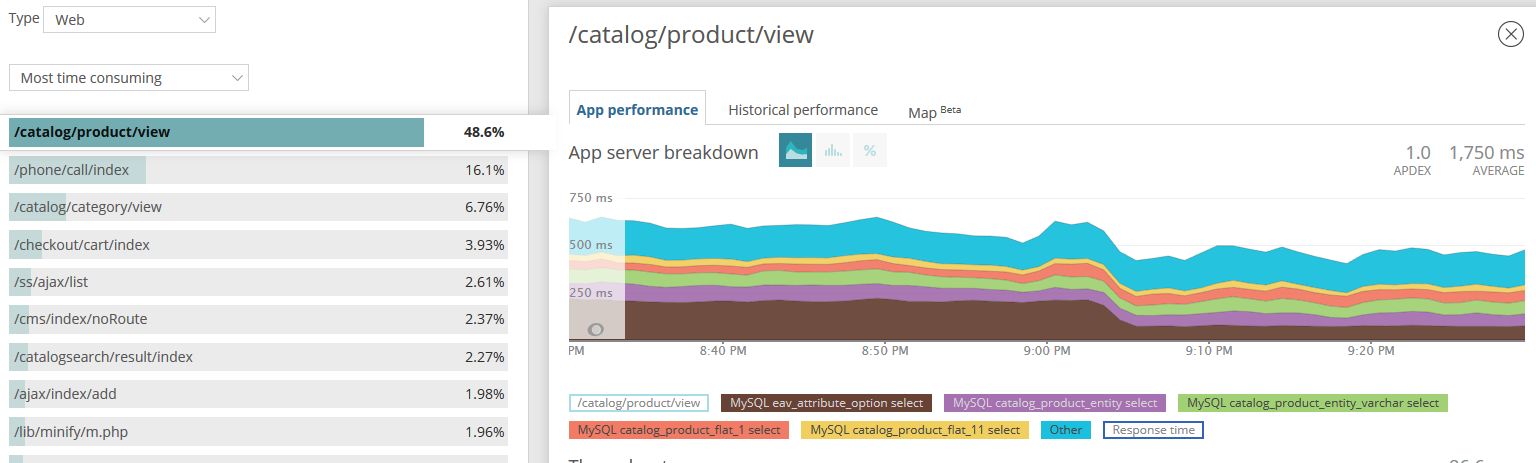 Type Web
Most time consuming
/catalog/product/view 48.6%
/phone/call/index 16.1%
/catalog/category/view 6.76%
/checkout/cart/index 3.93%
/ss/ajax/list 2.61%
/cms/index/noRoute 2.37%
/catalogsearch/result/index 2.27%
/ajax/index/add 1.98%
/lib/minify/m.php 1.96%
/catalog/product/view
App performance Historical performance Map Beta
App server breakdown %
1.0 1,750 ms
APDEX AVERAGE
750 ms
500 ms
250 ms
PM 8:40 PM 8:50 PM 9:00 PM 9:10 PM 9:20 PM
/catalog/product/view MySQL eav_attribute_option select MySQL catalog_product_entity select MySQL catalog_product_entity_varchar select
MySQL catalog_product_flat_1 select MySQL catalog_product_flat_11 select Other Response time